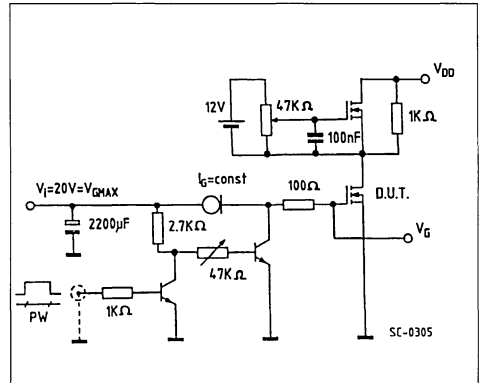 V_DD
12V
47KΩ
1KΩ
100nF
I_G=const
V_i=20V=V_GMAX
100Ω
D.U.T.
2200µF
2.7KΩ
V_G
47KΩ
1KΩ
PW
SC-0305